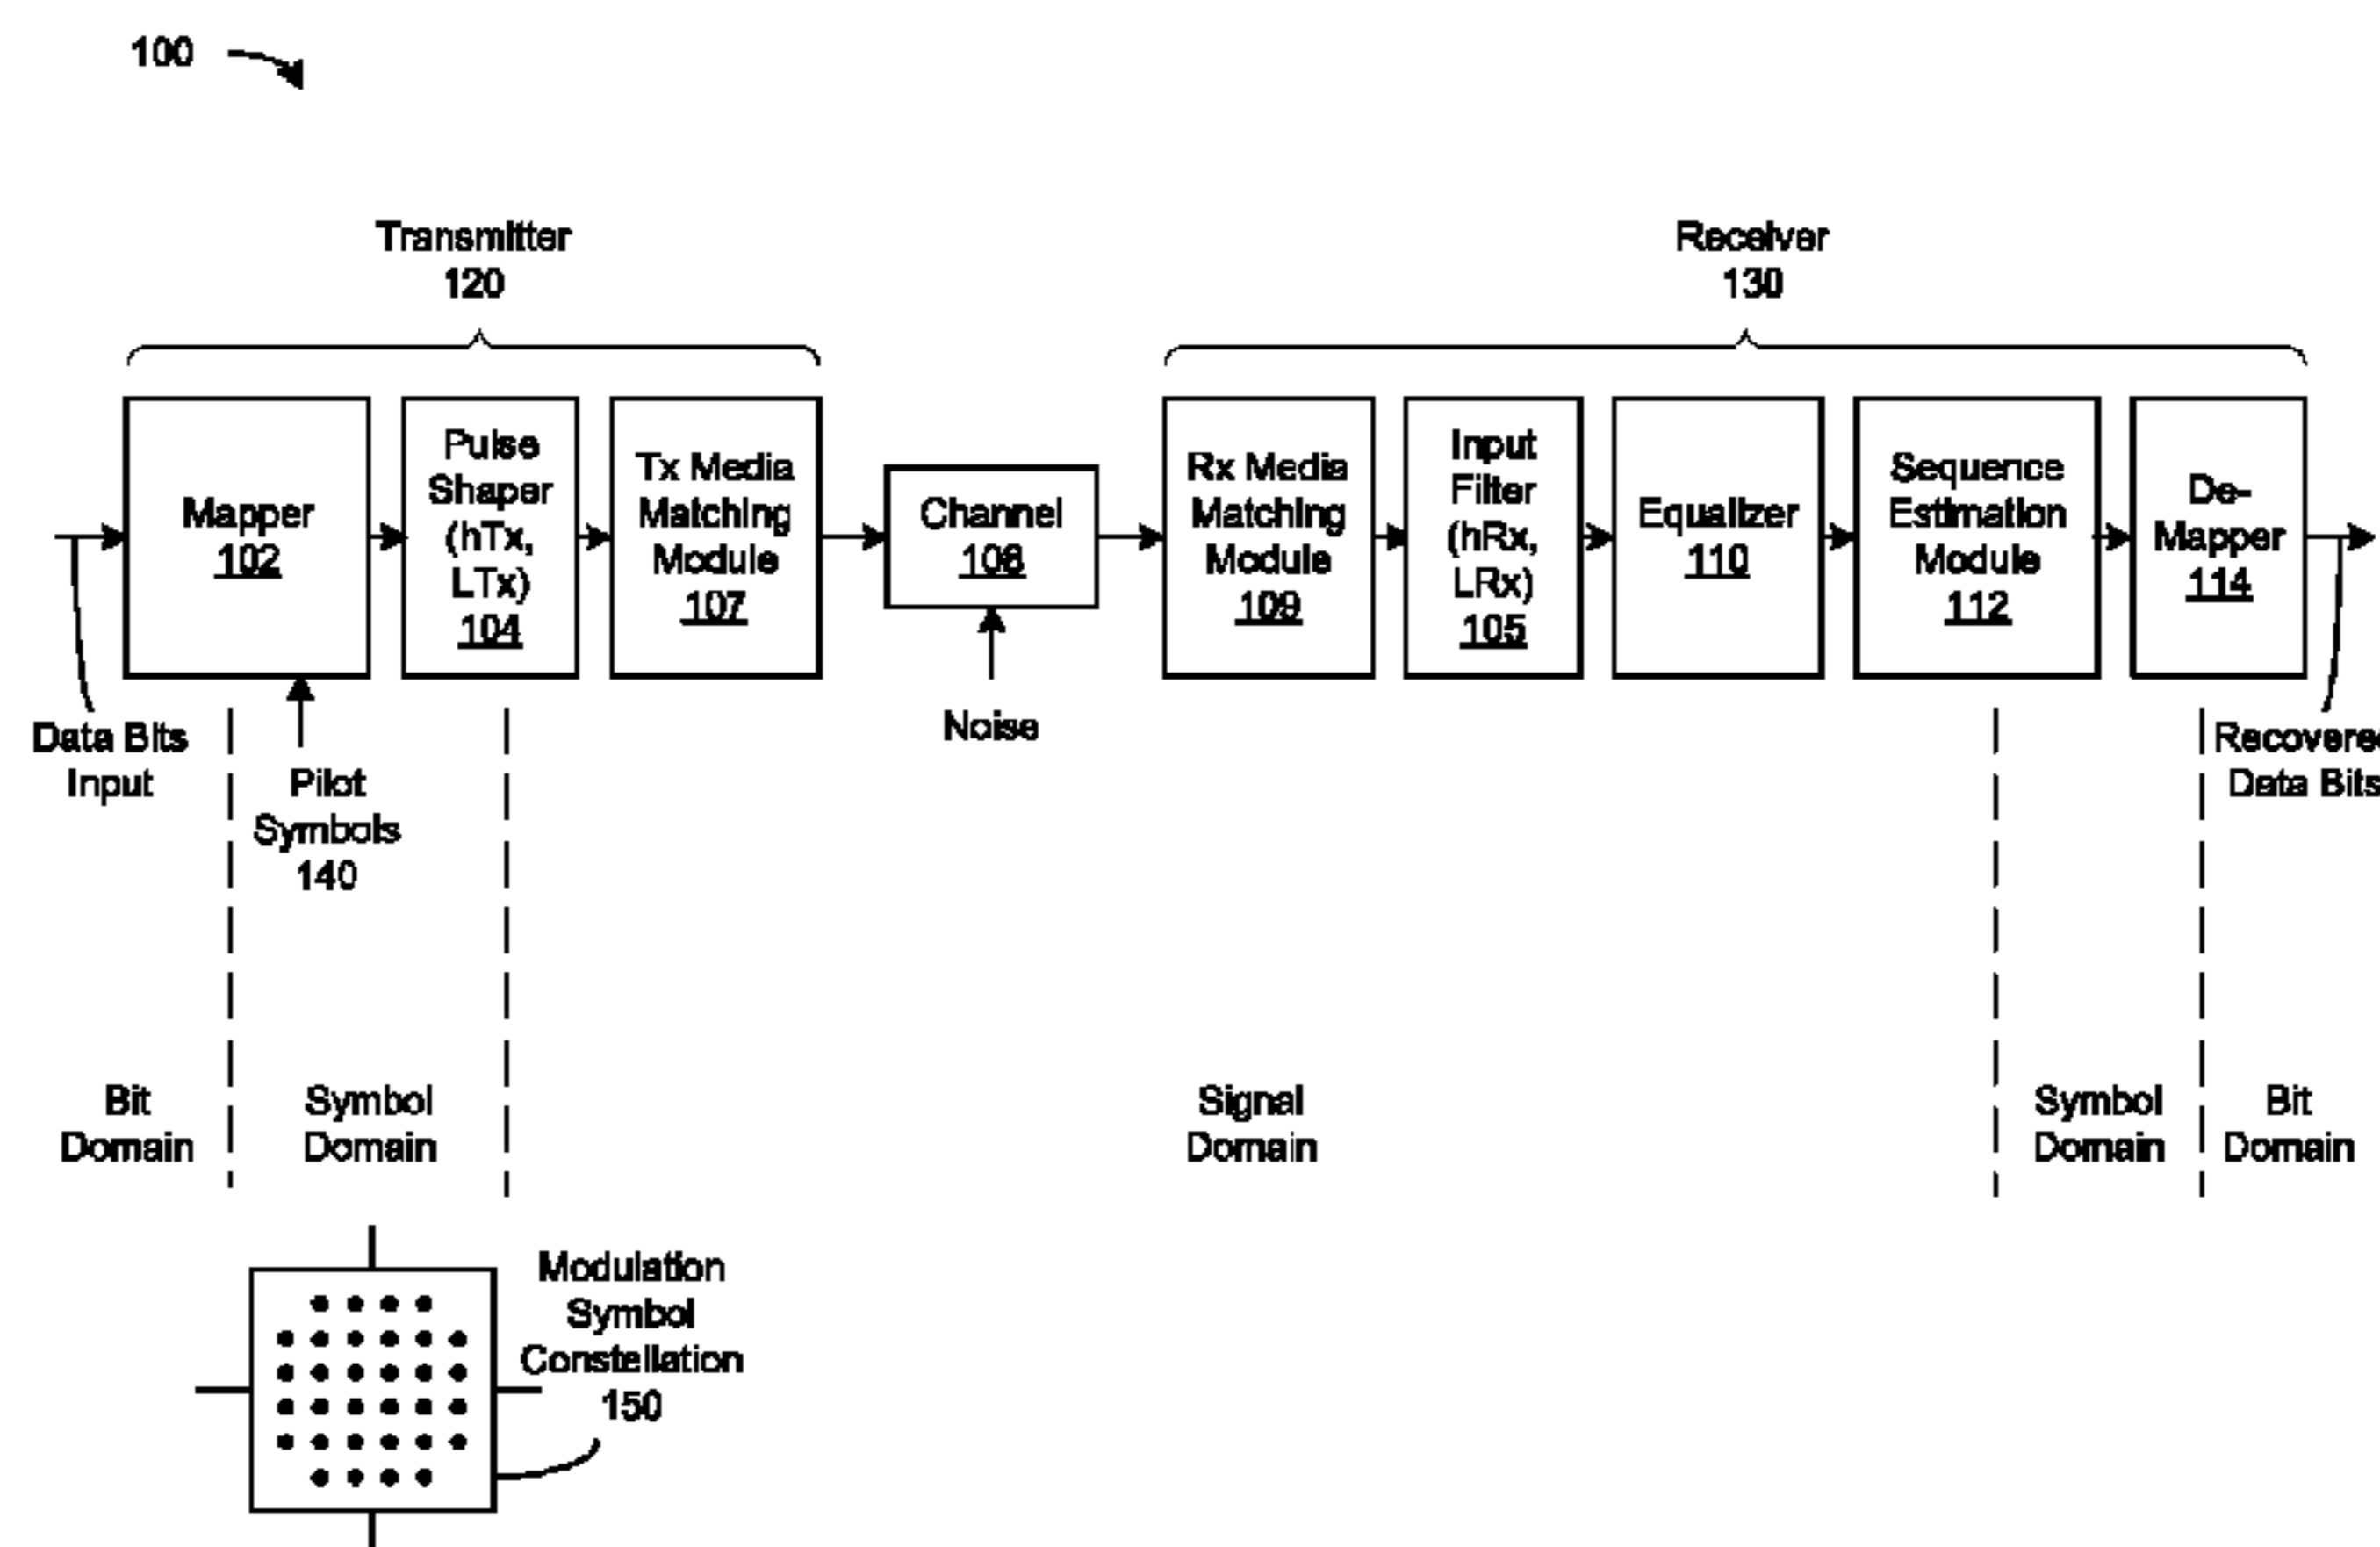 100
Transmitter
120
Receiver
130
Mapper
102
Pulse
Shaper
(hTx,
LTx)
104
Tx Media
Matching
Module
107
Channel
106
Rx Media
Matching
Module
109
Input
Filter
(hRx,
LRx)
105
Equalizer
110
Sequence
Estimation
Module
112
De-
Mapper
114
Data Bits
Input
Pilot
Symbols
140
Noise
Data Bits
Bit
Domain
Symbol
Domain
Signal
Domain
Symbol
Domain
Bit
Domain
Modulation
Symbol
Constellation
150